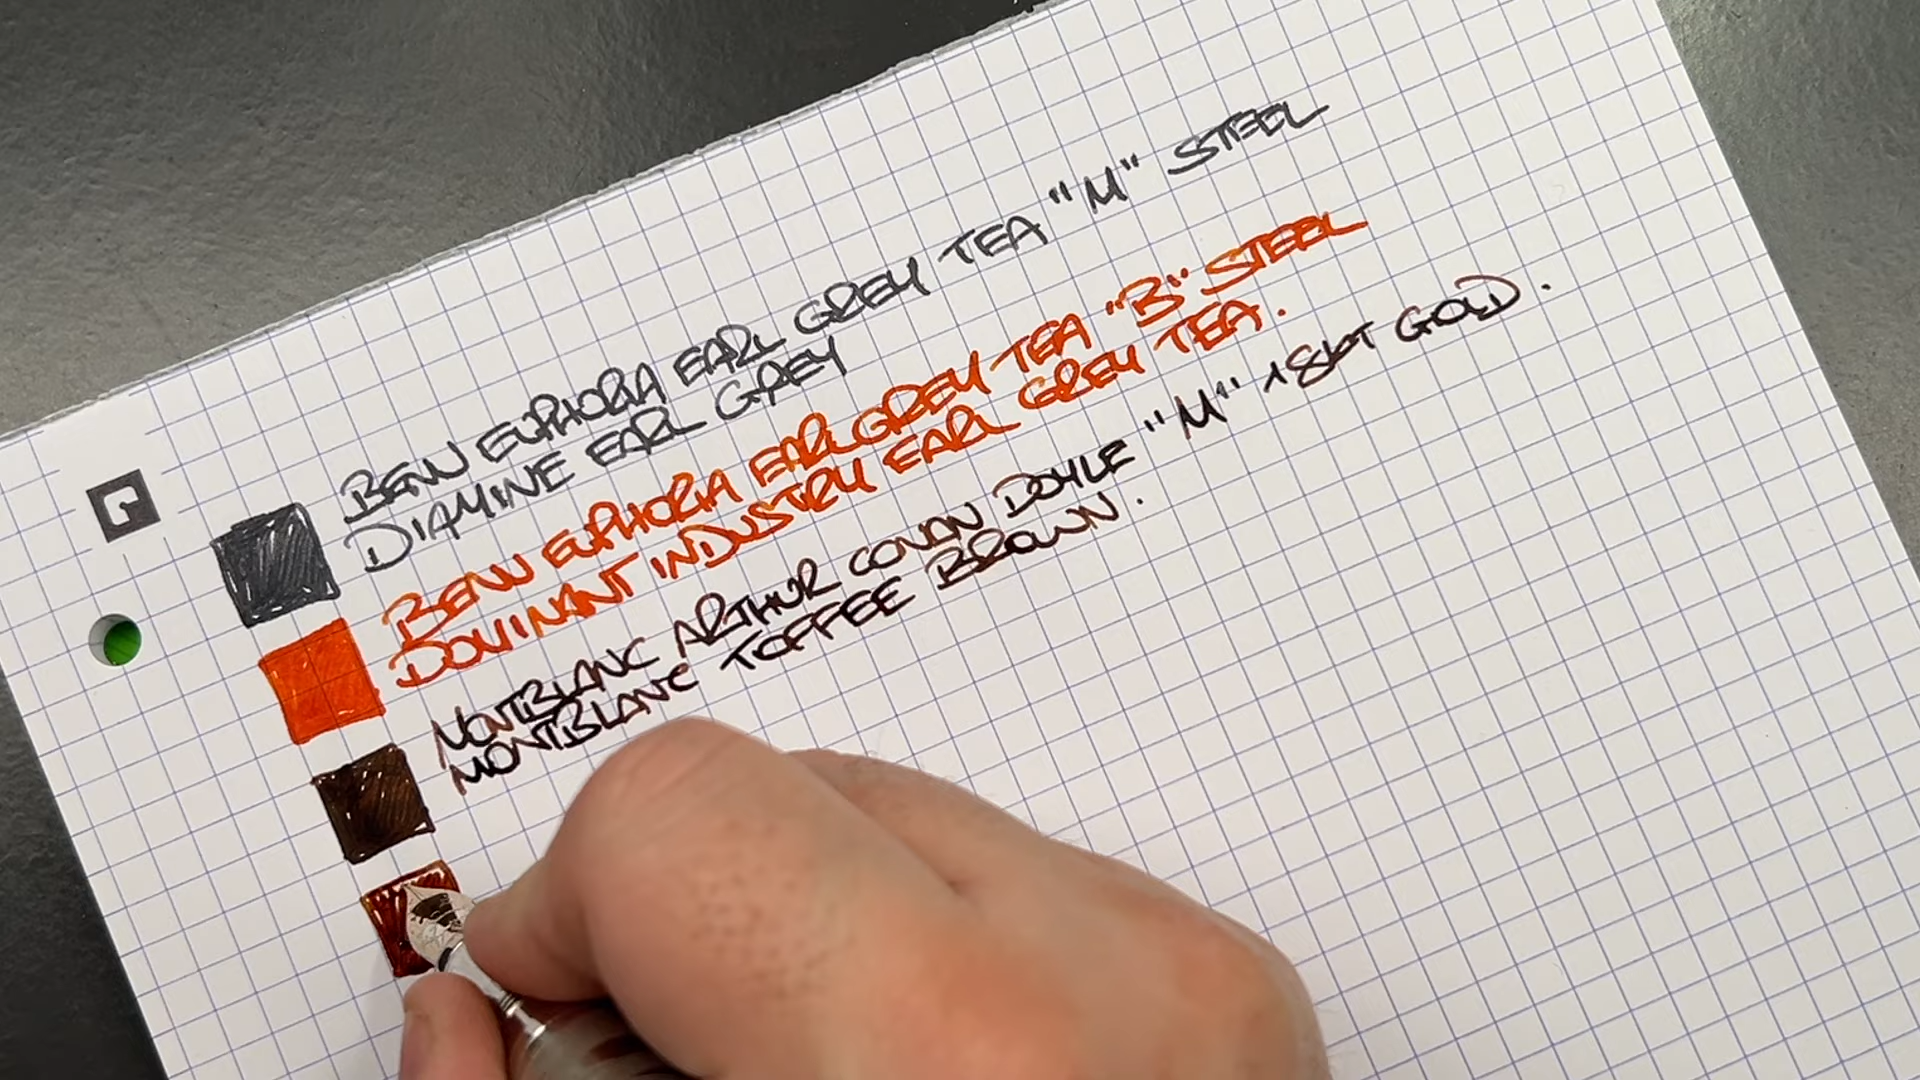 BENU EUPHORIA EARL GREY TEA "M" STEEL
DIAMINE EARL GREY
BENU EUPHORIA EARL GREY TEA "B" STEEL
DOMINANT INDUSTRY EARL GREY TEA.
MONTBLANC ARTHUR CONAN DOYLE "M" 18KT GOLD.
MONTBLANC TOFFEE BROWN.